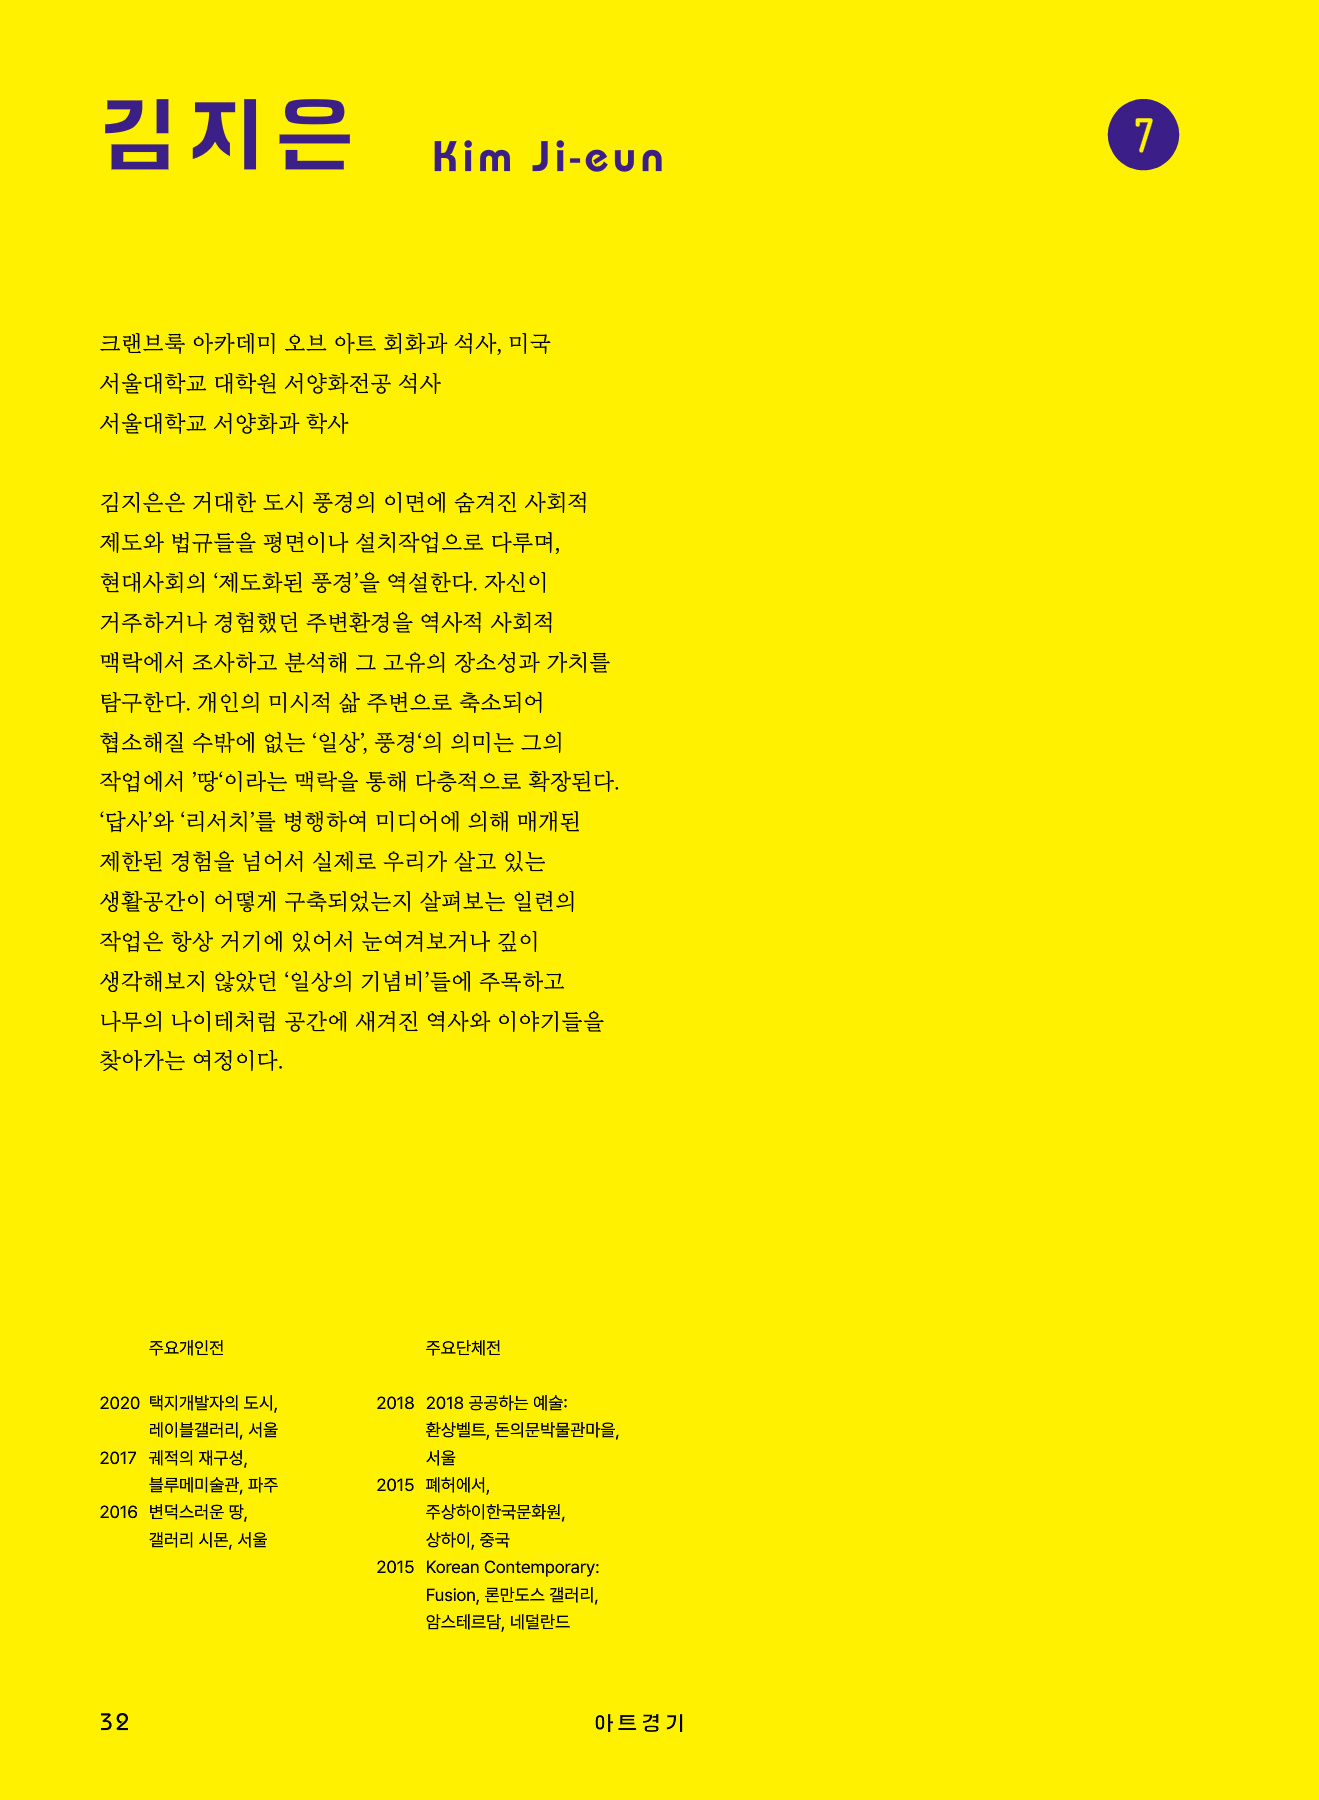 김지은
Kim Ji-eun
7
크랜브룩 아카데미 오브 아트 회화과 석사, 미국
서울대학교 대학원 서양화전공 석사
서울대학교 서양화과 학사
김지은은 거대한 도시 풍경의 이면에 숨겨진 사회적
제도와 법규들을 평면이나 설치작업으로 다루며,
현대사회의 ‘제도화된 풍경’을 역설한다. 자신이
거주하거나 경험했던 주변환경을 역사적 사회적
맥락에서 조사하고 분석해 그 고유의 장소성과 가치를
탐구한다. 개인의 미시적 삶 주변으로 축소되어
협소해질 수밖에 없는 ‘일상’, 풍경‘의 의미는 그의
작업에서 ’땅‘이라는 맥락을 통해 다층적으로 확장된다.
‘답사’와 ‘리서치’를 병행하여 미디어에 의해 매개된
제한된 경험을 넘어서 실제로 우리가 살고 있는
생활공간이 어떻게 구축되었는지 살펴보는 일련의
작업은 항상 거기에 있어서 눈여겨보거나 깊이
생각해보지 않았던 ‘일상의 기념비’들에 주목하고
나무의 나이테처럼 공간에 새겨진 역사와 이야기들을
찾아가는 여정이다.
주요개인전
2020 택지개발자의 도시,
레이블갤러리, 서울
2017 궤적의 재구성,
블루메미술관, 파주
2016 변덕스러운 땅,
갤러리 시몬, 서울
주요단체전
2018 2018 공공하는 예술:
환상벨트, 돈의문박물관마을,
서울
2015 폐허에서,
주상하이한국문화원,
상하이, 중국
2015 Korean Contemporary:
Fusion, 론만도스 갤러리,
암스테르담, 네덜란드
32
아트경기